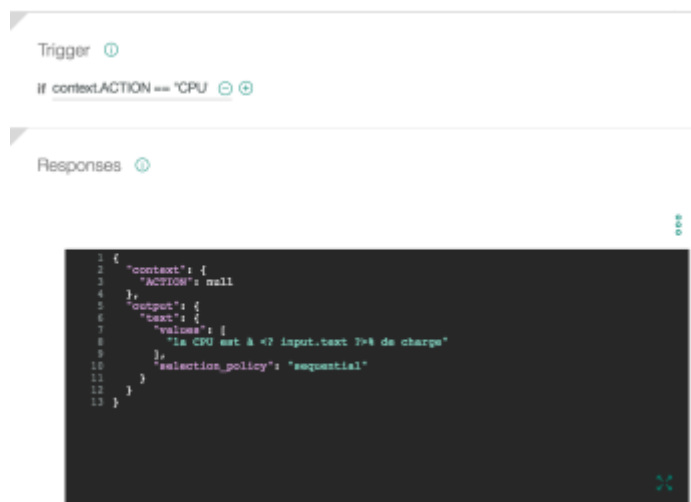 Trigger
if context.ACTION == "CPU'
Responses
1 {
2 "context": {
3 "ACTION": null
4 },
5 "output": {
6 "text": {
7 "values": [
8 "la CPU est à <? input.text ?>% de charge"
9 ],
10 "selection_policy": "sequential"
11 }
12 }
13 }